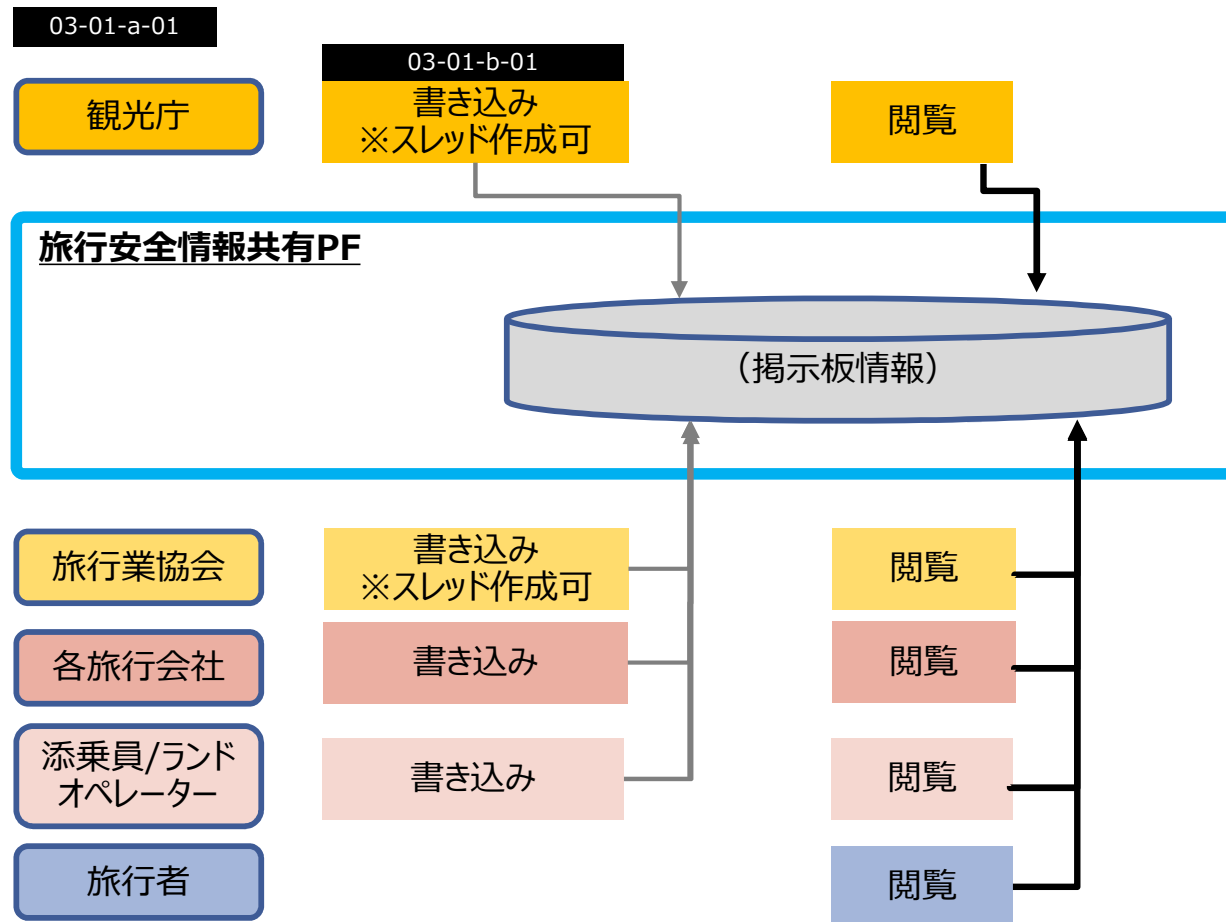 03-01-a-01
03-01-b-01
観光庁
書き込み
※スレッド作成可
閲覧
旅行安全情報共有PF
（掲示板情報）
旅行業協会
書き込み
※スレッド作成可
閲覧
各旅行会社
書き込み
閲覧
添乗員/ランド
オペレーター
書き込み
閲覧
旅行者
閲覧